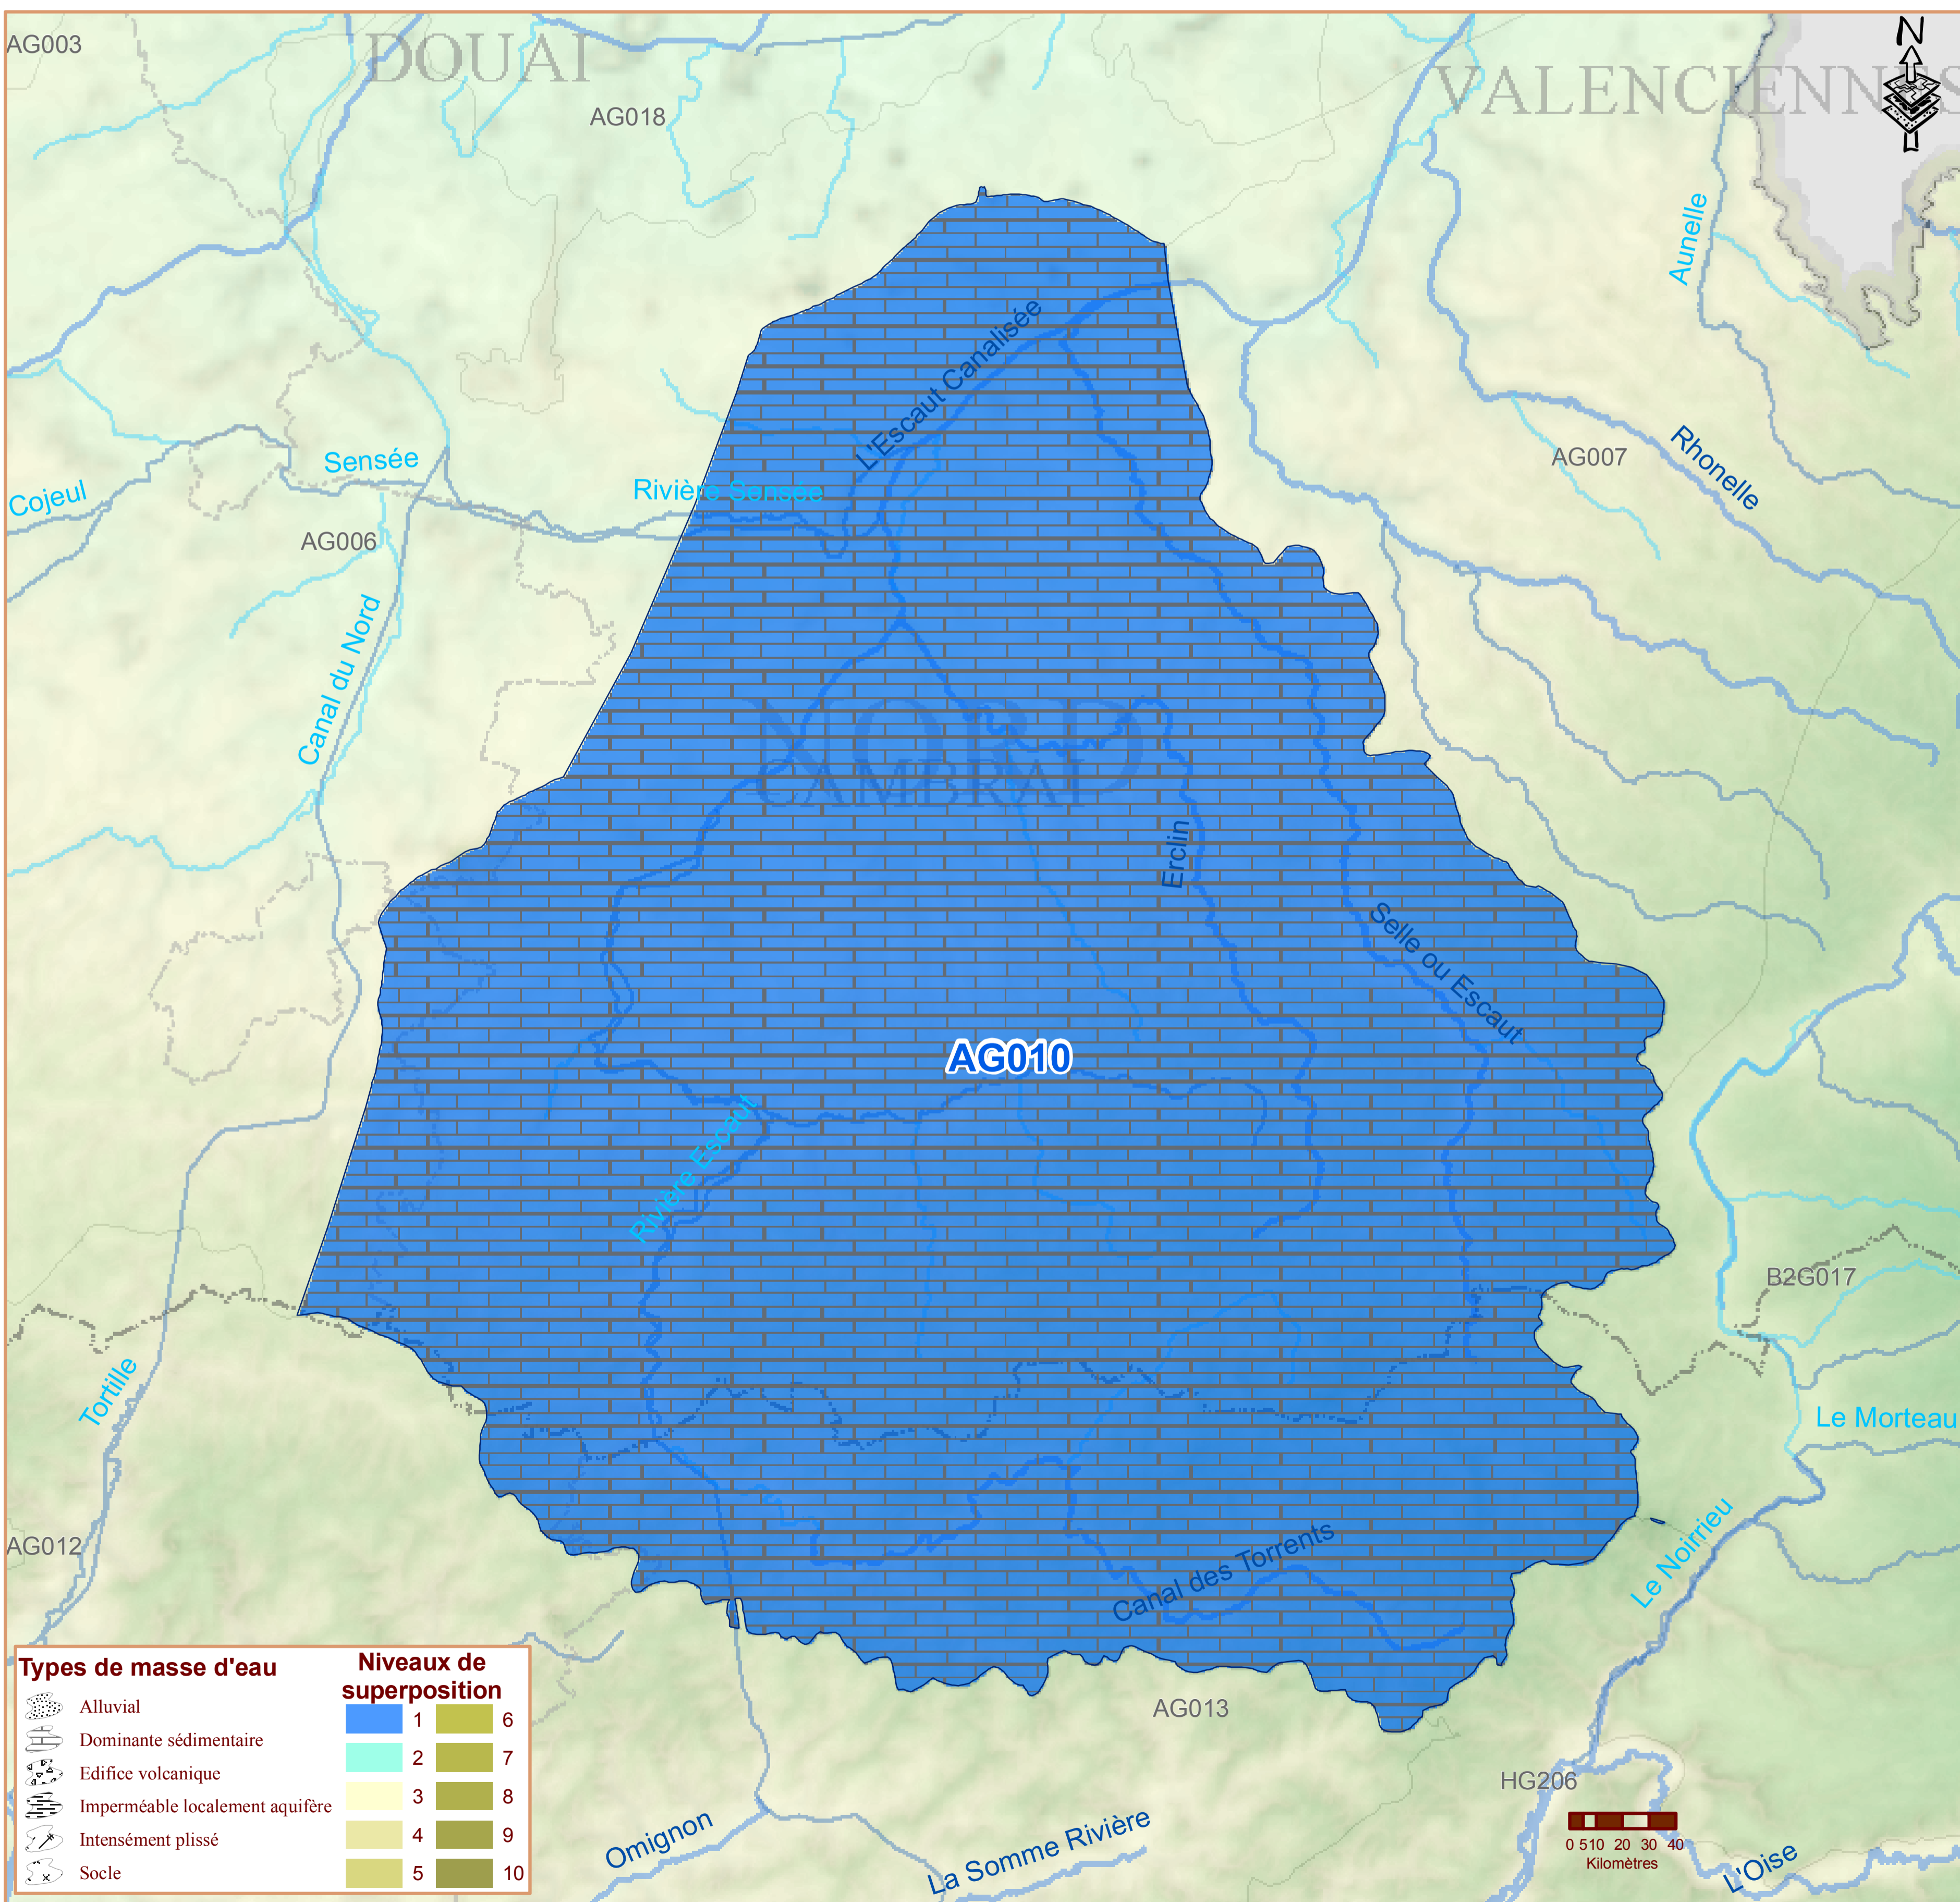 AG003
DOUAI
N
VALENCIENNES
AG018
Aunelle
L'Escaut Canalisée
Rhonelle
AG007
Sensée
Cojeul
Rivière Sensée
AG006
Canal du Nord
NORD
CAMBRAI
Erclin
Selle ou Escaut
AG010
Rivière Escaut
B2G017
Tortille
Le Morteau
AG012
Le Noirrieu
Canal des Torrents
AG013
HG206
Omignon
La Somme Rivière
L'Oise
0 510 20 30 40
Kilomètres
Types de masse d'eau
Alluvial
Dominante sédimentaire
Edifice volcanique
Imperméable localement aquifère
Intensément plissé
Socle
Niveaux de
superposition
1 6
2 7
3 8
4 9
5 10